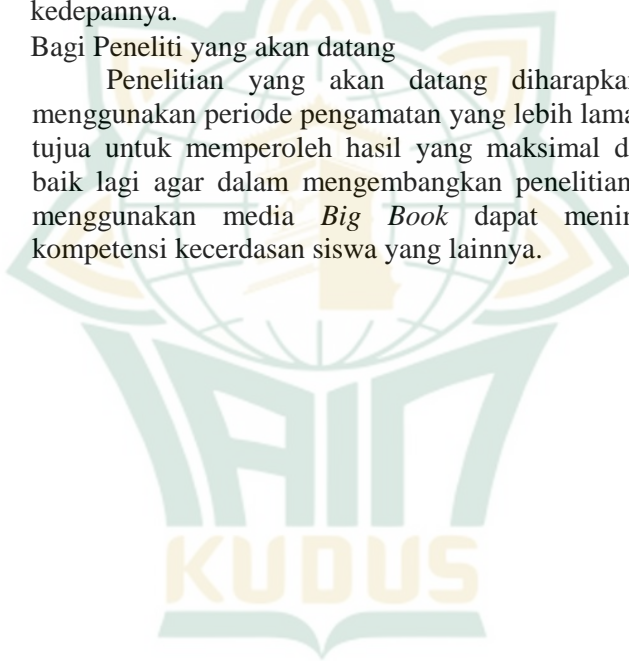 kedepannya.
Bagi Peneliti yang akan datang
Penelitian yang akan datang diharapkan
menggunakan periode pengamatan yang lebih lama
tujua untuk memperoleh hasil yang maksimal d
baik lagi agar dalam mengembangkan penelitian
menggunakan media Big Book dapat menin
kompetensi kecerdasan siswa yang lainnya.
IAIN
KUDUS